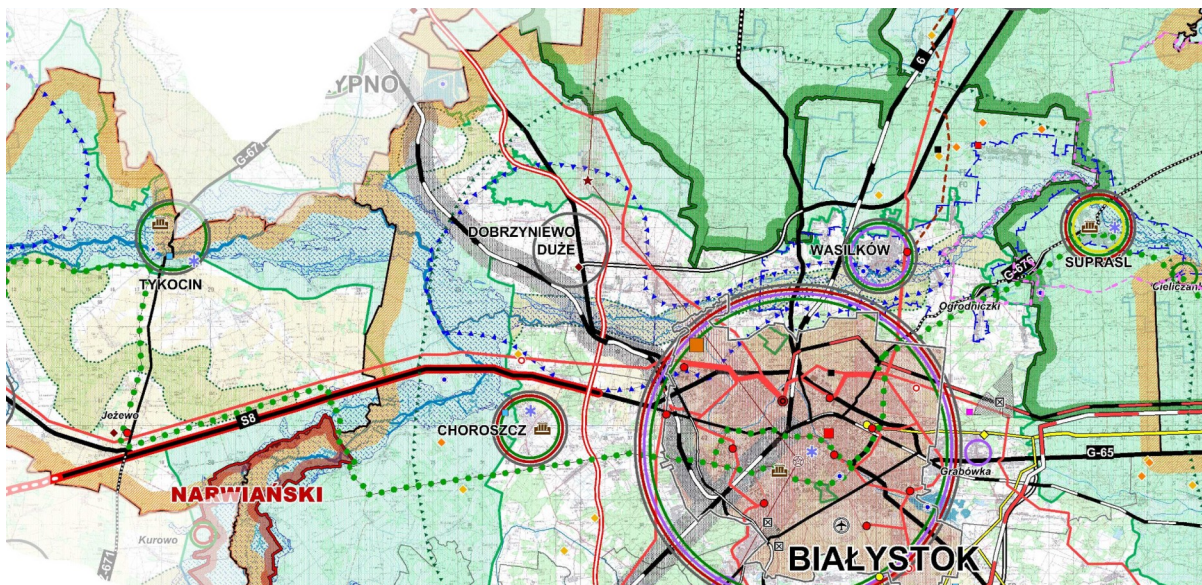 YPNO
6
G-671
DOBRZYNIEWO
DUŻE
WASILKÓW
SUPRAŚL
G-676
TYKOCIN
Ogrodniczki
Cieliczan
Jeżewo
S8
CHOROSZCZ
NARWIAŃSKI
Grabówka
G-65
Kurowo
Z-671
BIAŁYSTOK